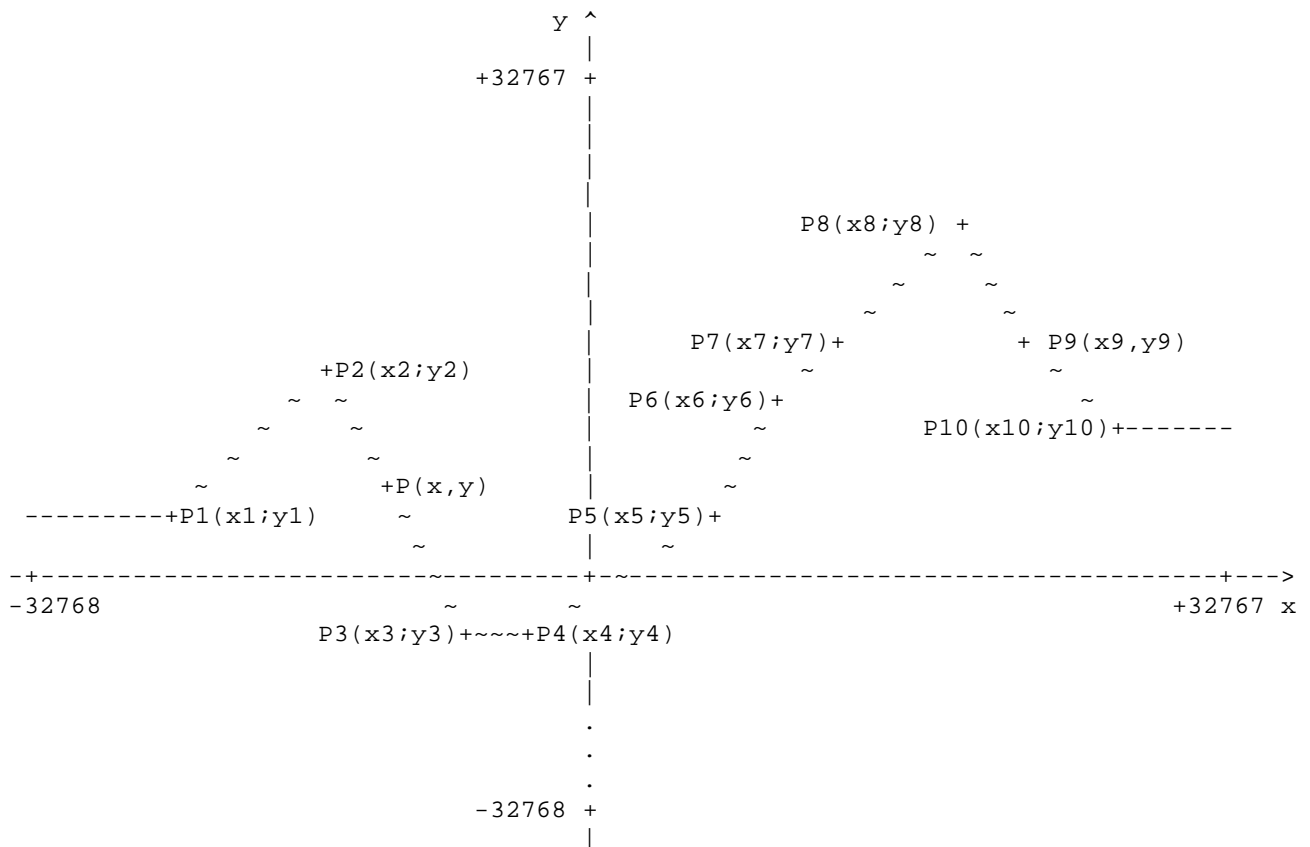 y ^
+32767 +
P8(x8;y8) +
P7(x7;y7)+ + P9(x9,y9)
+P2(x2;y2)
P6(x6;y6)+
P10(x10;y10)+-------
+P(x,y)
---------+P1(x1;y1) P5(x5;y5)+
-+--------------------------~---------+-~---------------------------------------+--->
-32768 +32767 x
P3(x3;y3)+~~~+P4(x4;y4)
-32768 +